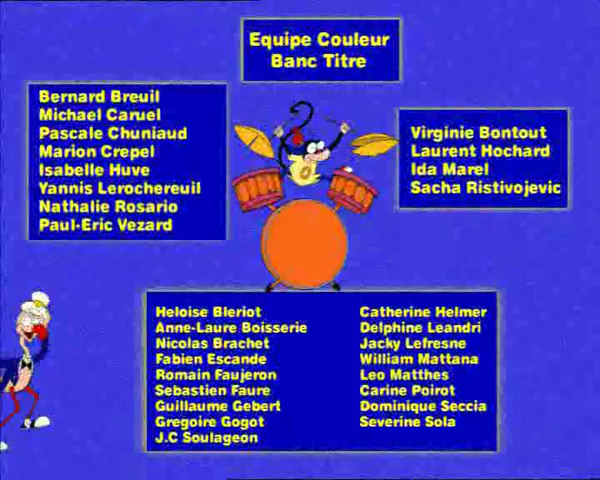 Equipe Couleur
Banc Titre
Bernard Breuil
Michael Caruel
Pascale Chuniaud
Marion Crepel
Isabelle Huve
Yannis Lerochereuil
Nathalie Rosario
Paul-Eric Vezard
Virginie Bontout
Laurent Hochard
Ida Marel
Sacha Ristivojevic
Heloise Bleriot
Anne-Laure Boisserie
Nicolas Brachet
Fabien Escande
Romain Faujeron
Sebastien Faure
Guillaume Gebert
Gregoire Gogot
J.C Soulageon
Catherine Helmer
Delphine Leandri
Jacky Lefresne
William Mattana
Leo Matthes
Carine Poirot
Dominique Seccia
Severine Sola